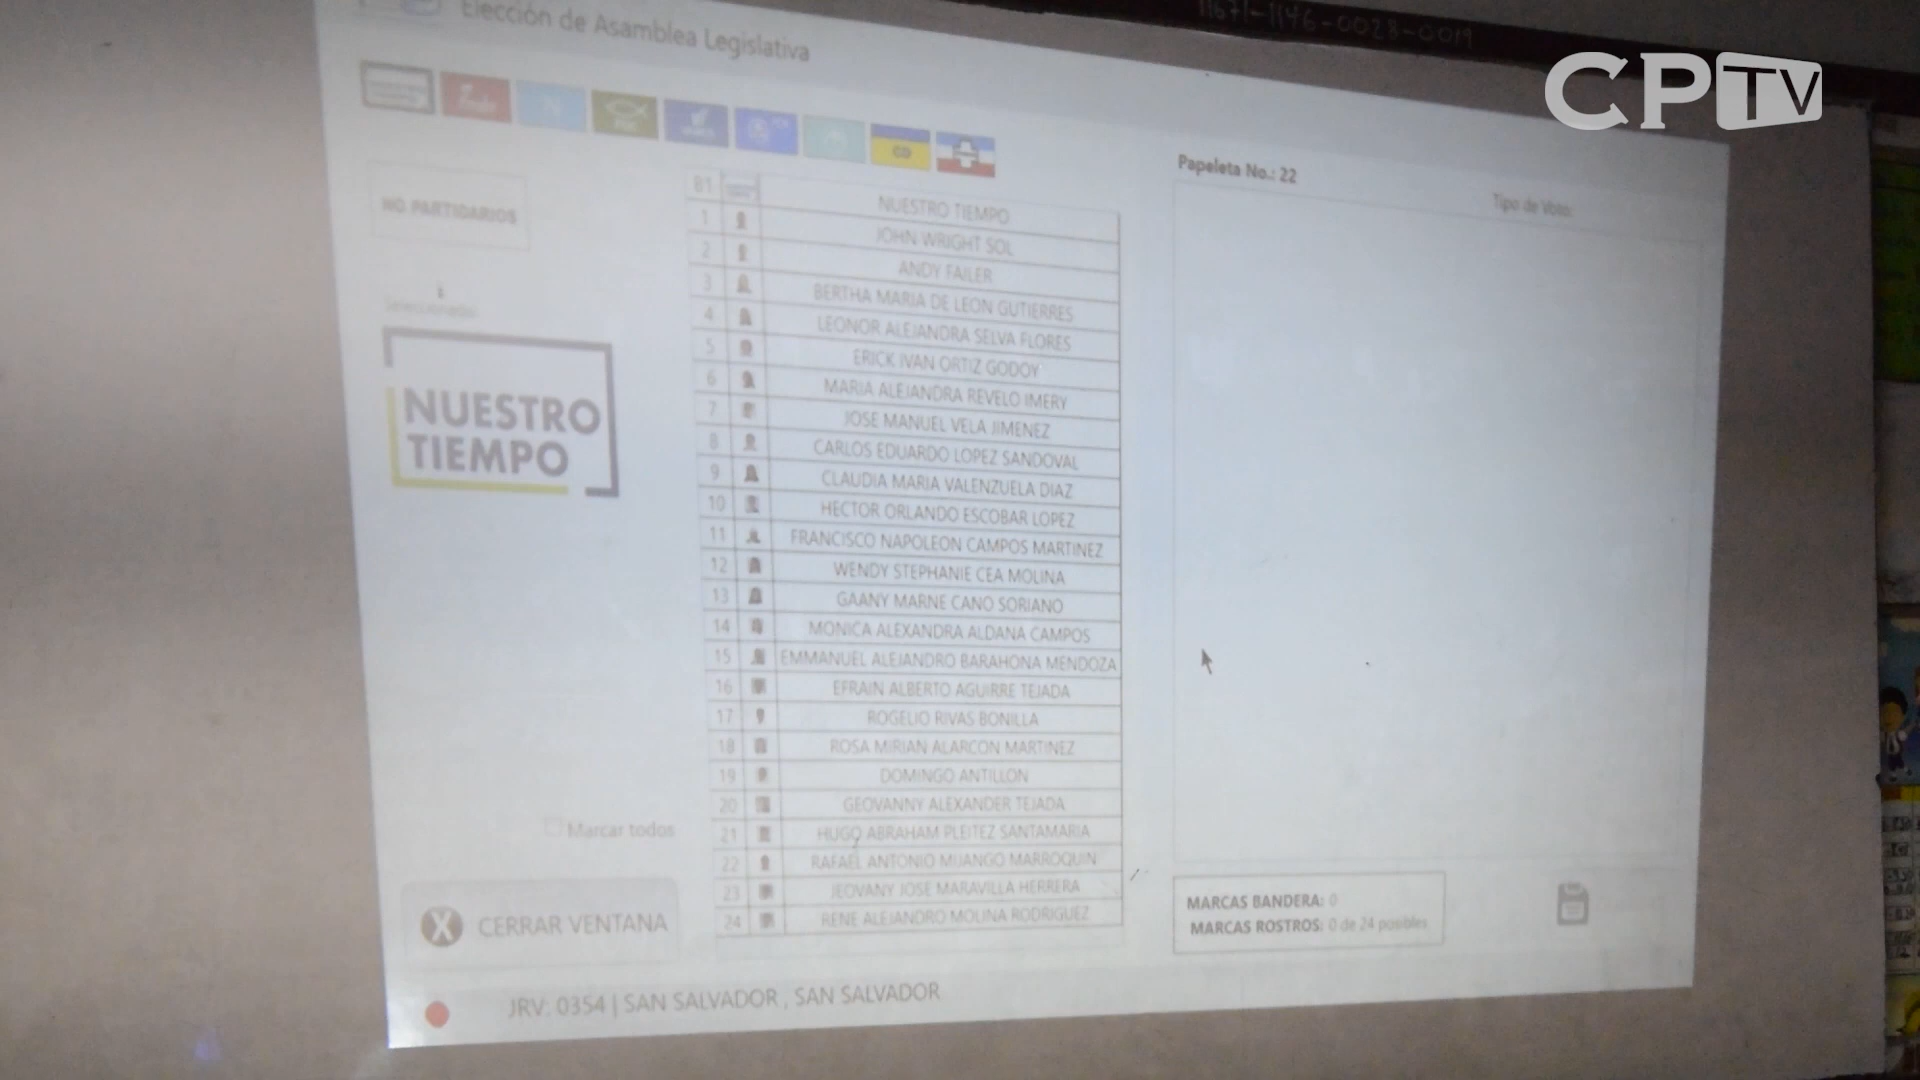 Elección de Asamblea Legislativa
11671-1146-0028-0019
CPTV
N
CD
NO PARTIDARIOS
Seleccionado:
NUESTRO
TIEMPO
Marcar todos
X CERRAR VENTANA
B1 NUESTRO TIEMPO
1 JOHN WRIGHT SOL
2 ANDY FAILER
3 BERTHA MARIA DE LEON GUTIERRES
4 LEONOR ALEJANDRA SELVA FLORES
5 ERICK IVAN ORTIZ GODOY
6 MARIA ALEJANDRA REVELO IMERY
7 JOSE MANUEL VELA JIMENEZ
8 CARLOS EDUARDO LOPEZ SANDOVAL
9 CLAUDIA MARIA VALENZUELA DIAZ
10 HECTOR ORLANDO ESCOBAR LOPEZ
11 FRANCISCO NAPOLEON CAMPOS MARTINEZ
12 WENDY STEPHANIE CEA MOLINA
13 GAANY MARNE CANO SORIANO
14 MONICA ALEXANDRA ALDANA CAMPOS
15 EMMANUEL ALEJANDRO BARAHONA MENDOZA
16 EFRAIN ALBERTO AGUIRRE TEJADA
17 ROGELIO RIVAS BONILLA
18 ROSA MIRIAN ALARCON MARTINEZ
19 DOMINGO ANTILLON
20 GEOVANNY ALEXANDER TEJADA
21 HUGO ABRAHAM PLEITEZ SANTAMARIA
22 RAFAEL ANTONIO MIJANGO MARROQUIN
23 JEOVANY JOSE MARAVILLA HERRERA
24 RENE ALEJANDRO MOLINA RODRIGUEZ
Papeleta No.: 22
Tipo de Voto:
MARCAS BANDERA: 0
MARCAS ROSTROS: 0 de 24 posibles
JRV: 0354 | SAN SALVADOR , SAN SALVADOR